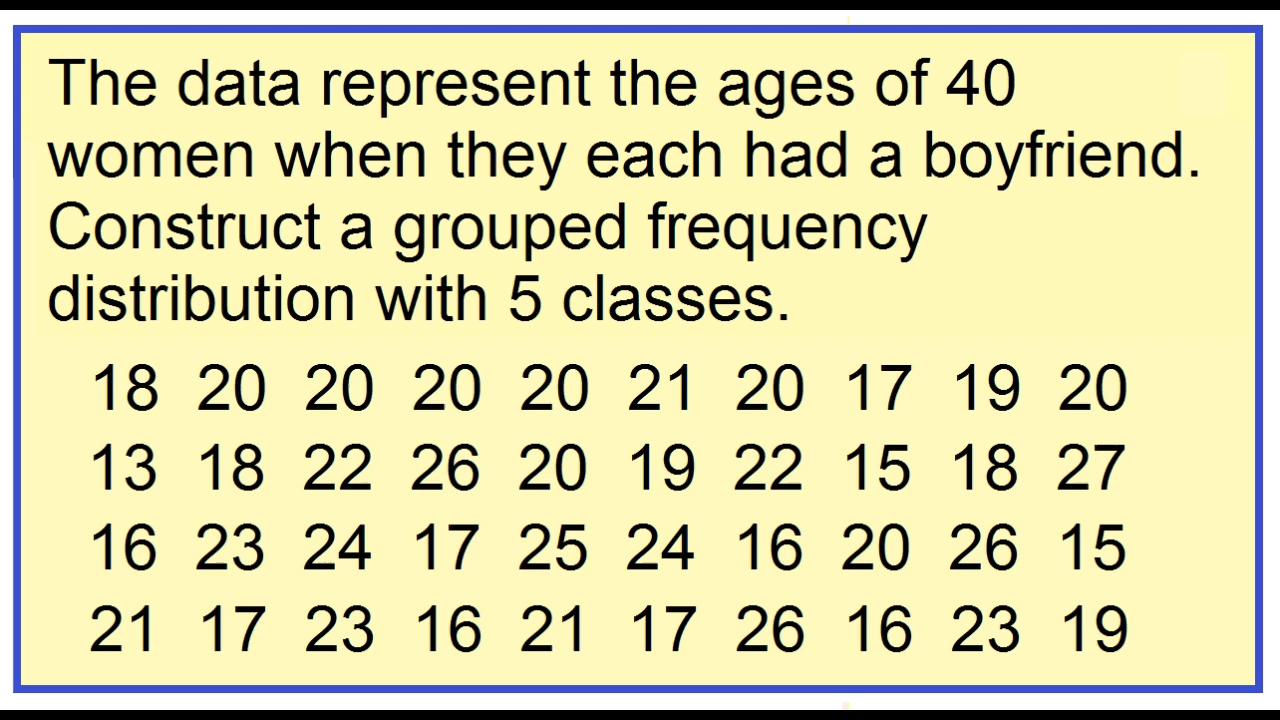 The data represent the ages of 40
women when they each had a boyfriend.
Construct a grouped frequency
distribution with 5 classes.
18 20 20 20 20 21 20 17 19 20
13 18 22 26 20 19 22 15 18 27
16 23 24 17 25 24 16 20 26 15
21 17 23 16 21 17 26 16 23 19